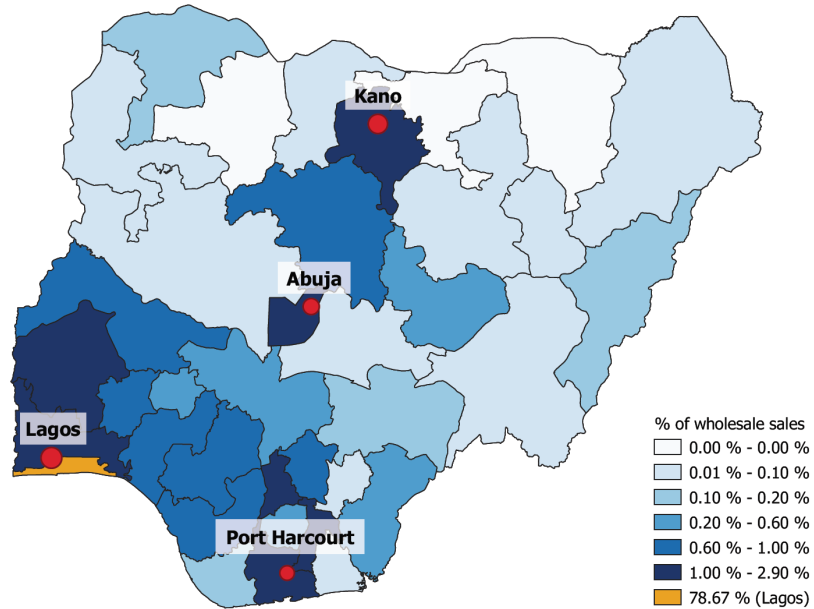 Kano
Abuja
Lagos
Port Harcourt
% of wholesale sales
0.00 % - 0.00 %
0.01 % - 0.10 %
0.10 % - 0.20 %
0.20 % - 0.60 %
0.60 % - 1.00 %
1.00 % - 2.90 %
78.67 % (Lagos)